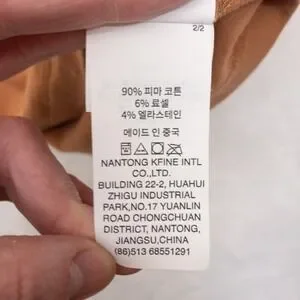 2/2
90% 피마 코튼
6% 료셀
4% 엘라스테인
메이드 인 중국
NANTONG KFINE INTL
CO.,LTD.
BUILDING 22-2, HUAHUI
ZHIGU INDUSTRIAL
PARK,NO.17 YUANLIN
ROAD CHONGCHUAN
DISTRICT, NANTONG,
JIANGSU,CHINA
(86)513 68551291